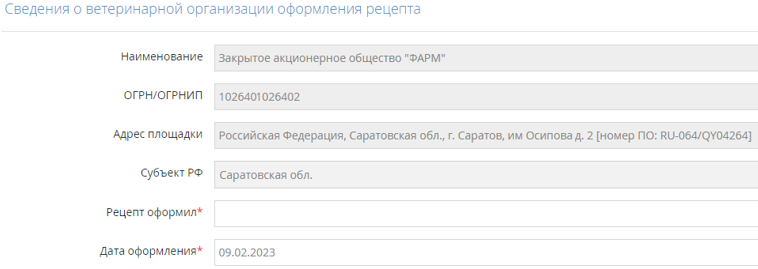 Сведения о ветеринарной организации оформления рецепта
Наименование Закрытое акционерное общество "ФАРМ"
ОГРН/ОГРНИП 1026401026402
Адрес площадки Российская Федерация, Саратовская обл., г. Саратов, им Осипова д. 2 [номер ПО: RU-064/QY04264]
Субъект РФ Саратовская обл.
Рецепт оформил*
Дата оформления* 09.02.2023